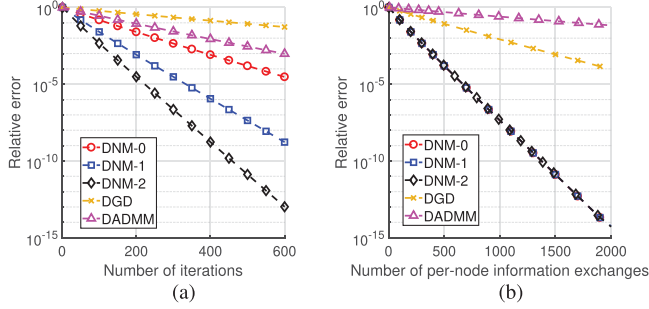 10^0
10^-5
10^-10
10^-15
Relative error
DNM-0
DNM-1
DNM-2
DGD
DADMM
0
200
400
600
Number of iterations
(a)
10^0
10^-5
10^-10
10^-15
Relative error
DNM-0
DNM-1
DNM-2
DGD
DADMM
0
500
1000
1500
2000
Number of per-node information exchanges
(b)